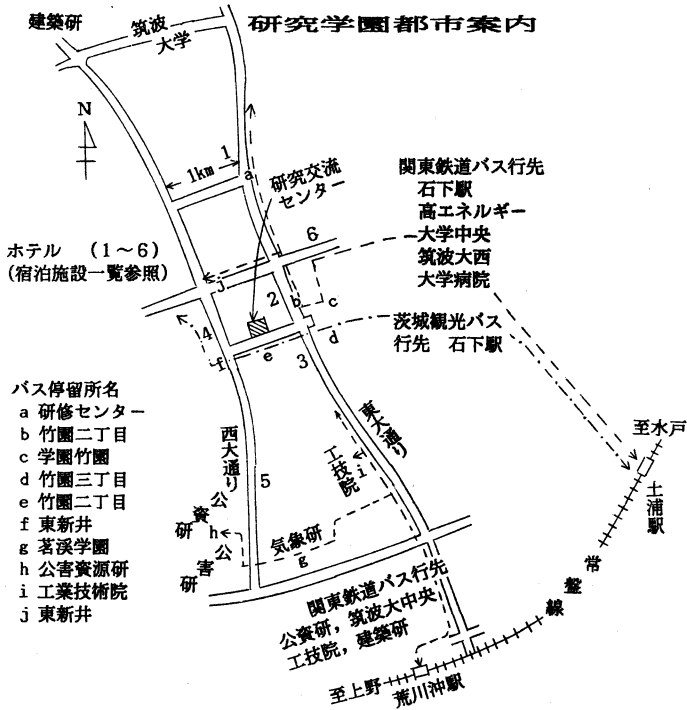 研究学園都市案内
建築研
筑波
大学
N
1km
1
a
研究交流
センター
関東鉄道バス行先
石下駅
高エネルギー
大学中央
筑波大西
大学病院
6
ホテル (1~6)
(宿泊施設一覧参照)
j
2
b
c
4
茨城観光バス
行先 石下駅
d
e
3
f
バス停留所名
a 研修センター
b 竹園二丁目
c 学園竹園
d 竹園三丁目
e 竹園二丁目
f 東新井
g 茗溪学園
h 公害資源研
i 工業技術院
j 東新井
西大通り
東大通り
工技院
i
5
至水戸
土浦駅
公資研
h
公害研
気象研
g
常盤線
関東鉄道バス行先
公資研,筑波大中央
工技院,建築研
至上野
荒川沖駅